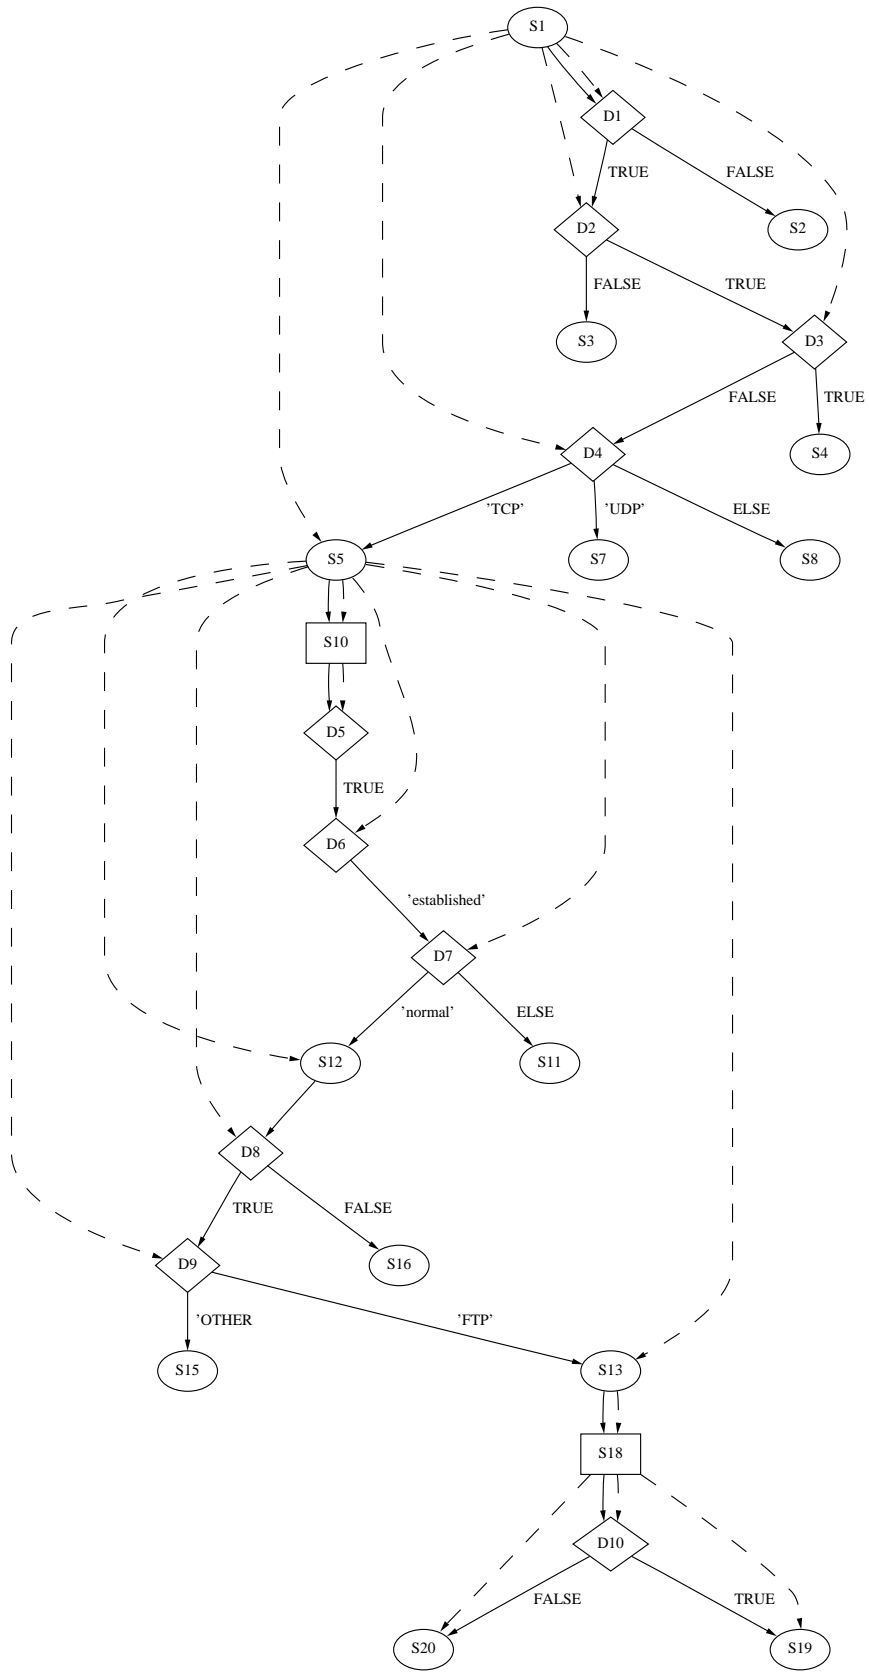 S1
D1
TRUE
FALSE
D2
S2
FALSE
TRUE
S3
D3
FALSE
TRUE
D4
S4
'TCP'
'UDP'
ELSE
S5
S7
S8
S10
D5
TRUE
D6
'established'
D7
'normal'
ELSE
S12
S11
D8
TRUE
FALSE
D9
S16
'OTHER
'FTP'
S15
S13
S18
D10
FALSE
TRUE
S20
S19